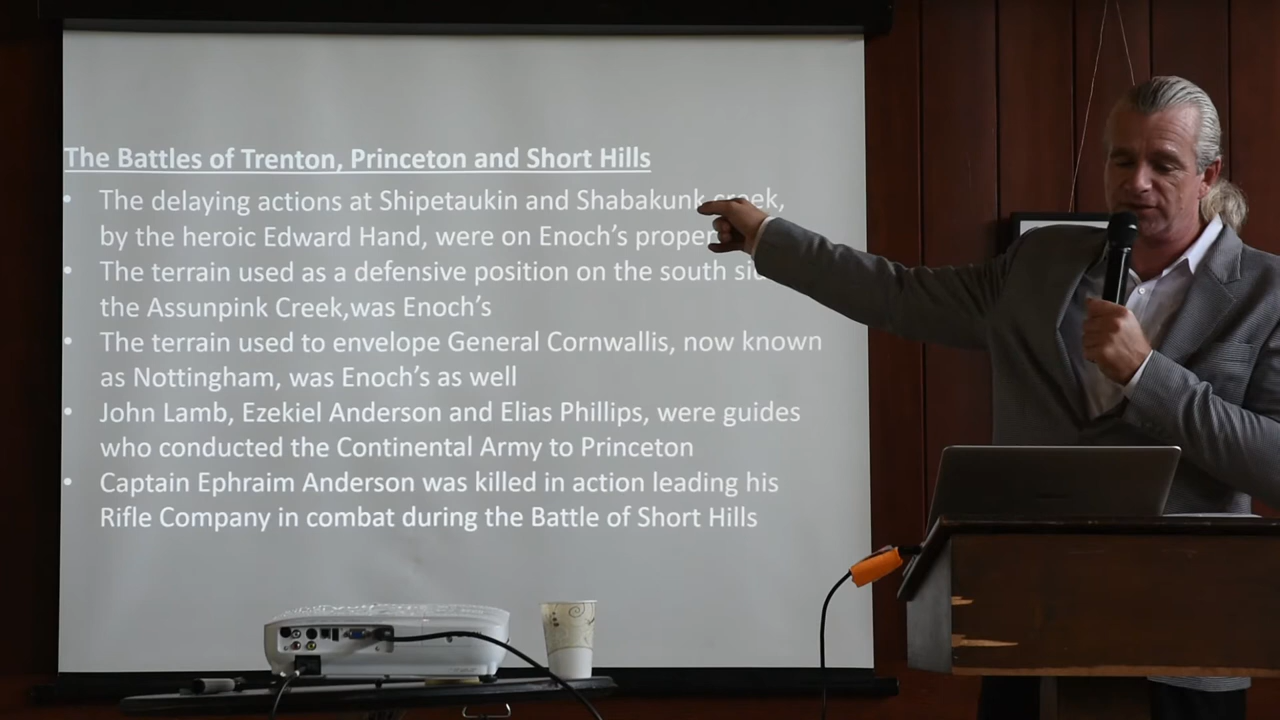 The Battles of Trenton, Princeton and Short Hills
• The delaying actions at Shipetaukin and Shabakunk creek,
by the heroic Edward Hand, were on Enoch's proper
• The terrain used as a defensive position on the south si
the Assunpink Creek,was Enoch's
• The terrain used to envelope General Cornwallis, now known
as Nottingham, was Enoch's as well
• John Lamb, Ezekiel Anderson and Elias Phillips, were guides
who conducted the Continental Army to Princeton
• Captain Ephraim Anderson was killed in action leading his
Rifle Company in combat during the Battle of Short Hills